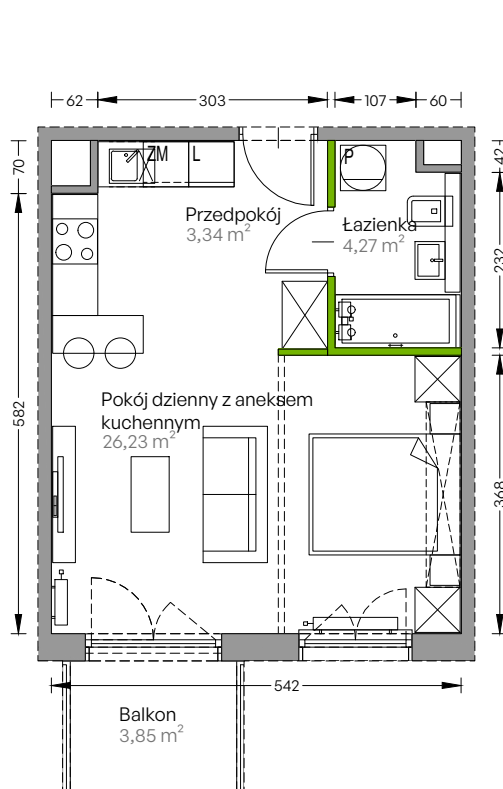 62
303
107
60
70
42
ZM
L
P
Przedpokój
3,34 m²
Łazienka
4,27 m²
232
582
Pokój dzienny z aneksem
kuchennym
26,23 m²
368
542
Balkon
3,85 m²